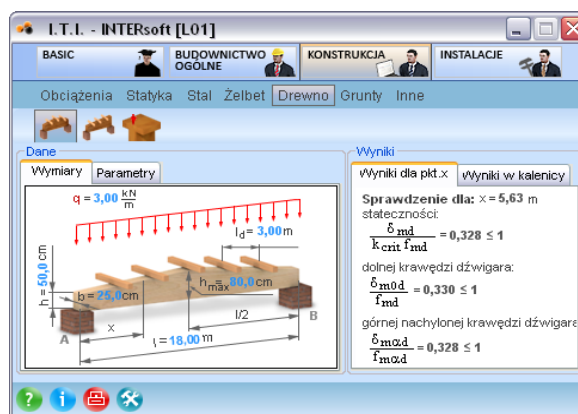 I.T.I. - INTERsoft [L01]
BASIC
BUDOWNICTWO OGÓLNE
KONSTRUKCJA
INSTALACJE
Obciążenia Statyka Stal Żelbet Drewno Grunty Inne
Dane
Wymiary Parametry
q = 3,00 kN/m
l_d = 3,00 m
h = 50,0 cm
b = 25,0 cm
h_max = 80,0 cm
x
l/2
A
B
l = 18,00 m
Wyniki
Wyniki dla pkt.x Wyniki w kalenicy
Sprawdzenie dla: x = 5,63 m
stateczności:
δ_md / k_crit f_md = 0,328 ≤ 1
dolnej krawędzi dźwigara:
δ_m0d / f_md = 0,330 ≤ 1
górnej nachylonej krawędzi dźwigara
δ_mαd / f_mαd = 0,328 ≤ 1